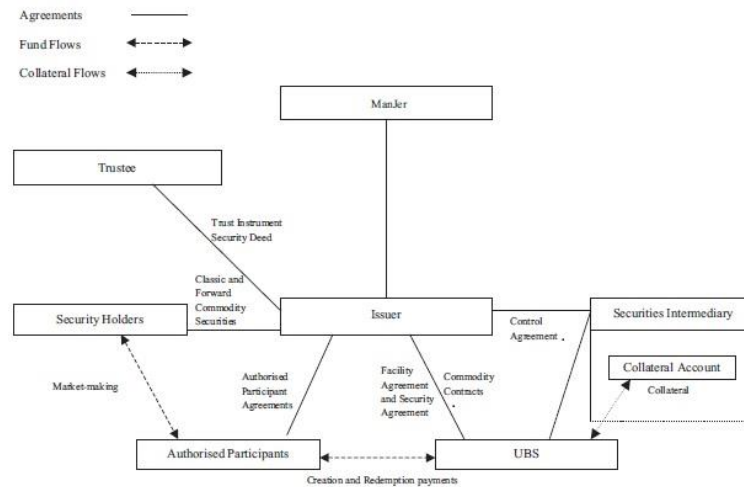 Agreements
Fund Flows
Collateral Flows
ManJer
Trustee
Trust Instrument
Security Deed
Classic and
Forward
Commodity
Securities
Security Holders
Issuer
Securities Intermediary
Control
Agreement
Collateral Account
Collateral
Market-making
Authorised
Participant
Agreements
Facility
Agreement
and Security
Agreement
Commodity
Contracts
Authorised Participants
UBS
Creation and Redemption payments